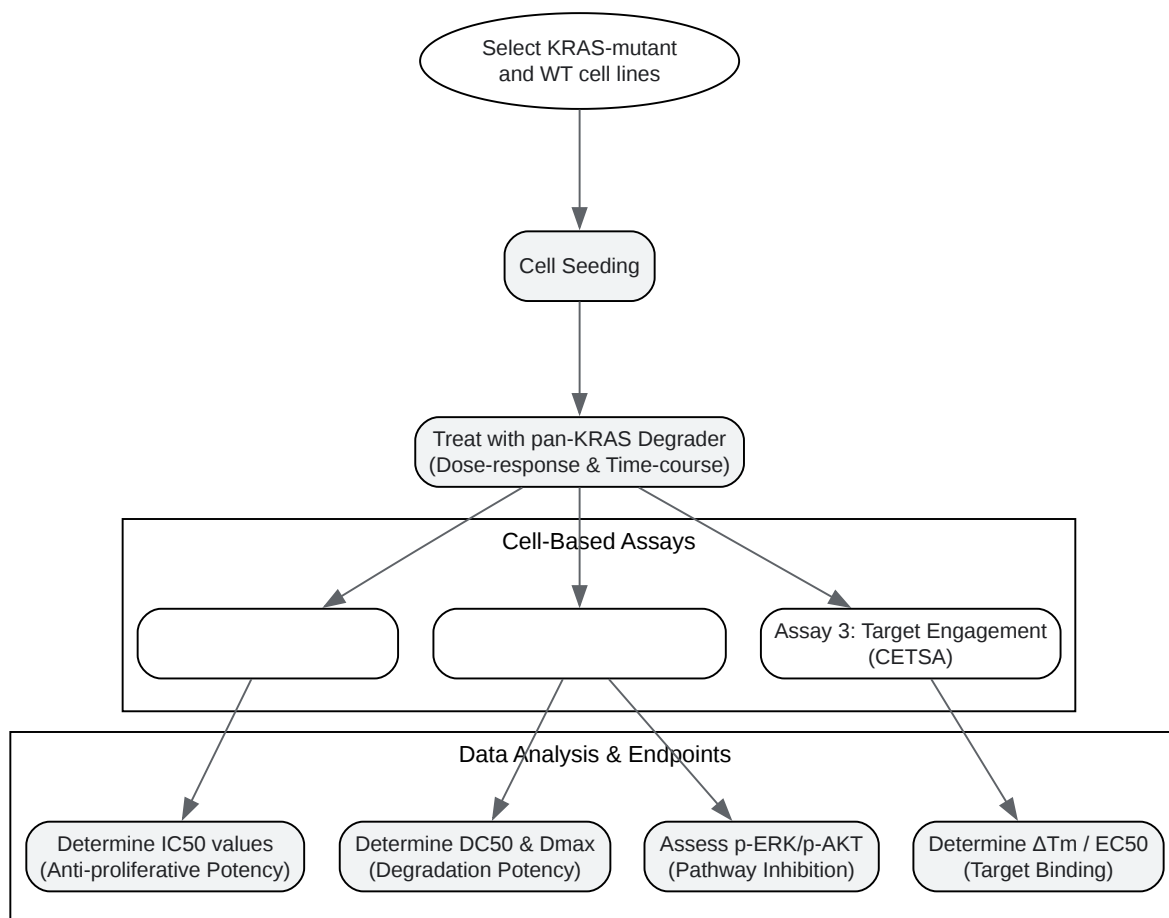 Select KRAS-mutant
and WT cell lines
Cell Seeding
Treat with pan-KRAS Degrader
(Dose-response & Time-course)
Cell-Based Assays
Assay 3: Target Engagement
(CETSA)
Data Analysis & Endpoints
Determine IC50 values
(Anti-proliferative Potency)
Determine DC50 & Dmax
(Degradation Potency)
Assess p-ERK/p-AKT
(Pathway Inhibition)
Determine ΔTm / EC50
(Target Binding)